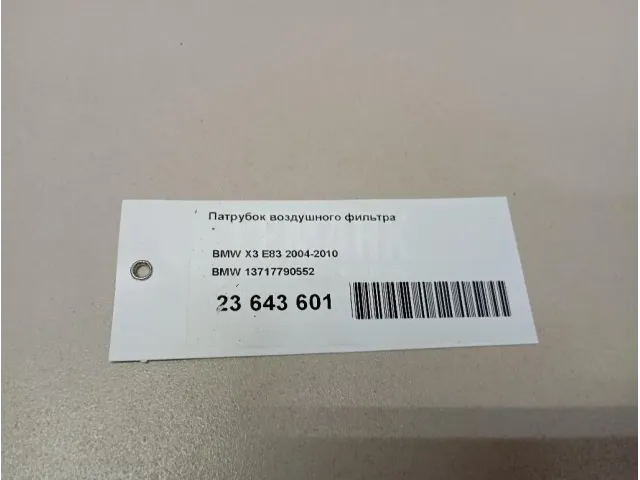 Патрубок воздушного фильтра
BMW X3 E83 2004-2010
BMW 13717790552
23 643 601